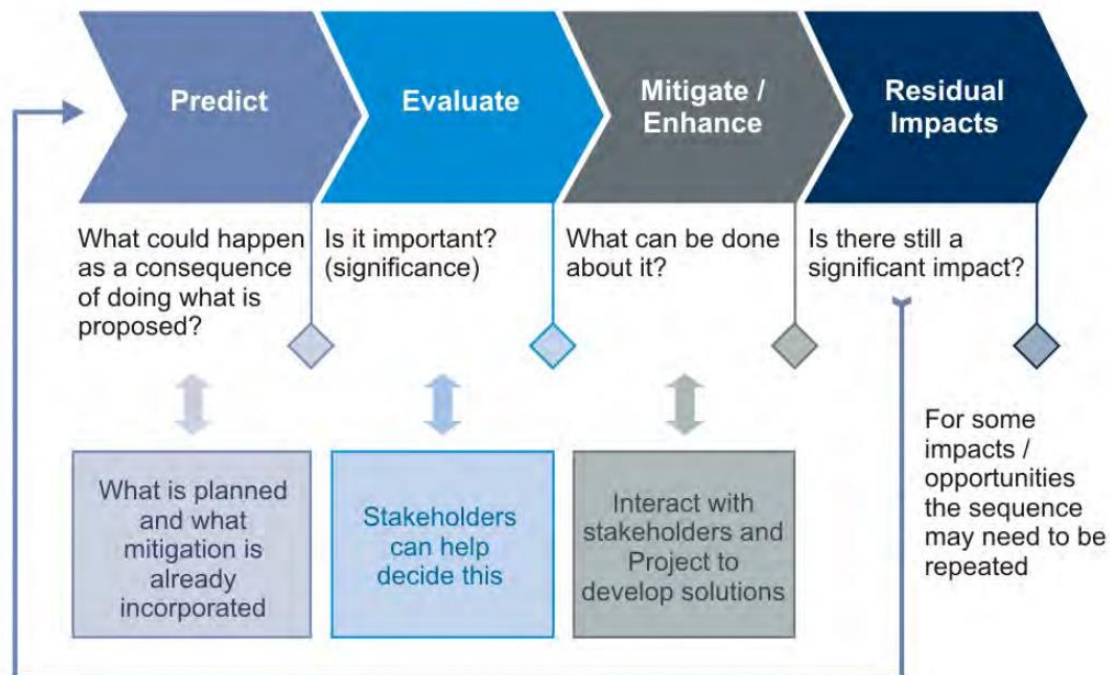 Predict
Evaluate
Mitigate /
Enhance
Residual
Impacts
What could happen
as a consequence
of doing what is
proposed?
Is it important?
(significance)
What can be done
about it?
Is there still a
significant impact?
What is planned
and what
mitigation is
already
incorporated
Stakeholders
can help
decide this
Interact with
stakeholders and
Project to
develop solutions
For some
impacts /
opportunities
the sequence
may need to be
repeated